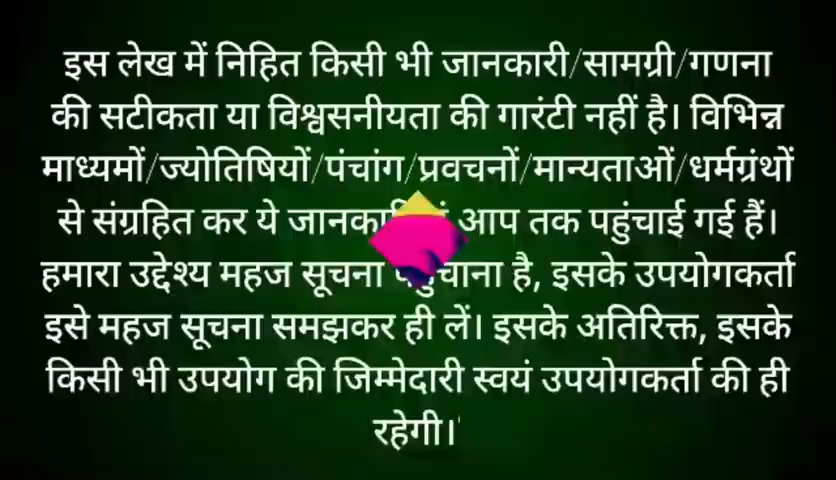 इस लेख में निहित किसी भी जानकारी/सामग्री/गणना
की सटीकता या विश्वसनीयता की गारंटी नहीं है। विभिन्न
माध्यमों/ज्योतिषियों/पंचांग/प्रवचनों/मान्यताओं/धर्मग्रंथों
से संग्रहित कर ये आप तक पहुंचाई गई हैं।
हमारा उद्देश्य महज सूचना है, इसके उपयोगकर्ता
इसे महज सूचना समझकर ही लें। इसके अतिरिक्त, इसके
किसी भी उपयोग की जिम्मेदारी स्वयं उपयोगकर्ता की ही
रहेगी।'